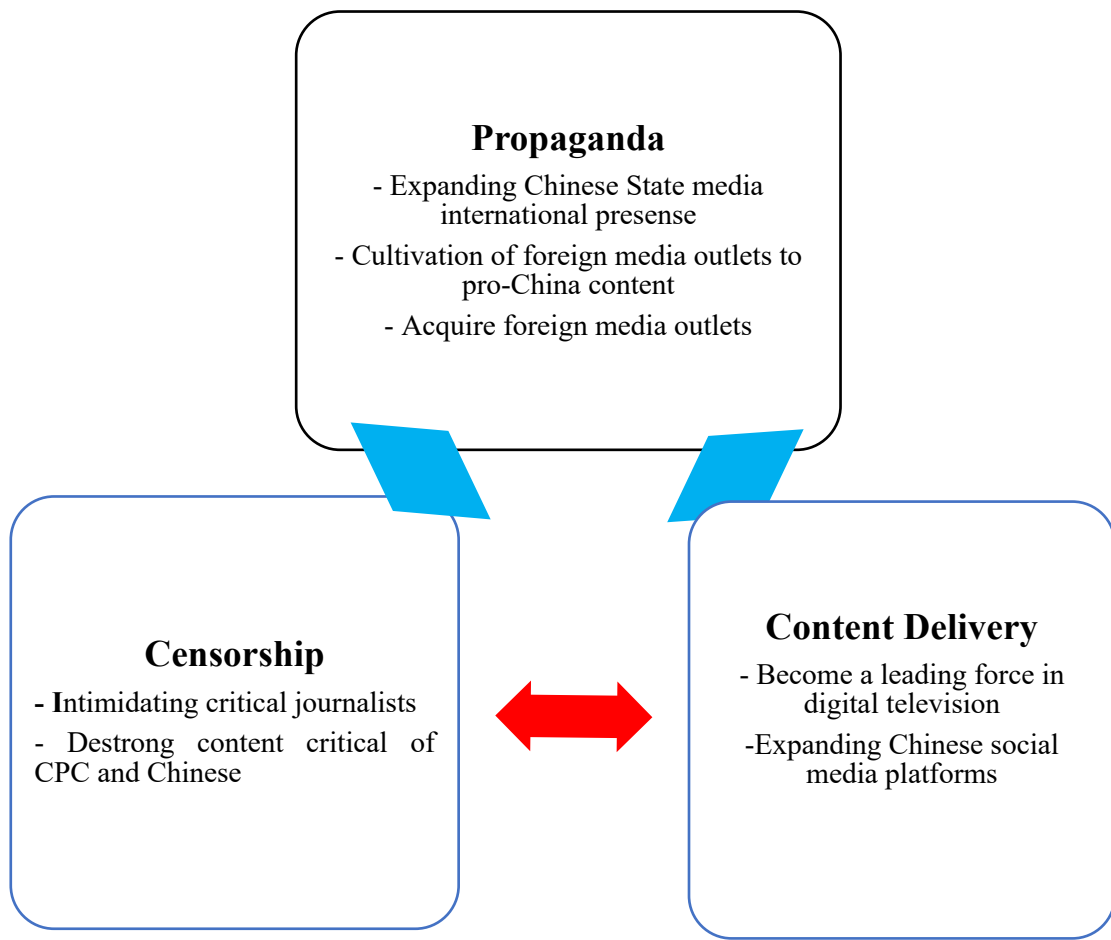 Propaganda
- Expanding Chinese State media
international presense
- Cultivation of foreign media outlets to
pro-China content
- Acquire foreign media outlets
Censorship
- Intimidating critical journalists
- Destrong content critical of
CPC and Chinese
Content Delivery
- Become a leading force in
digital television
-Expanding Chinese social
media platforms